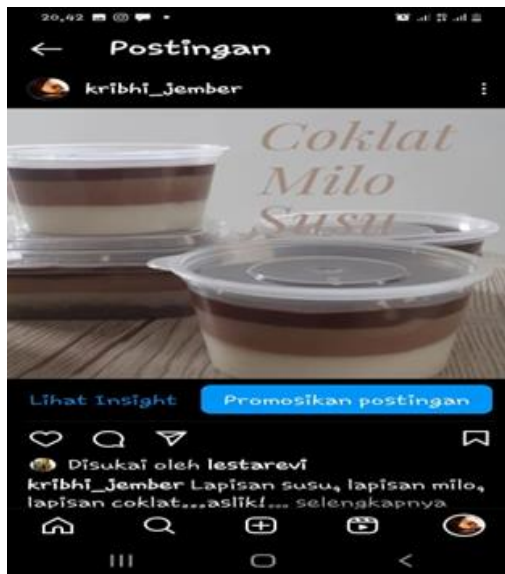 20,42
Postingan
kribhi_jember
Coklat
Milo
Susu
Lihat Insight
Promosikan postingan
Disukai oleh lestarevi
kribhi_jember Lapisan susu, lapisan milo,
lapisan coklat...aslik!... selengkapnya